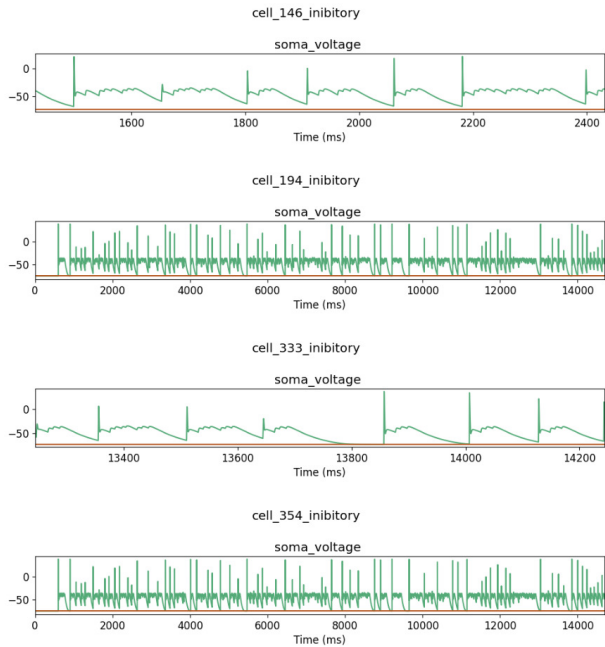 cell_146_inibitory
soma_voltage
0
−50
1600 1800 2000 2200 2400
Time (ms)
cell_194_inibitory
soma_voltage
0
−50
0 2000 4000 6000 8000 10000 12000 14000
Time (ms)
cell_333_inibitory
soma_voltage
0
−50
13400 13600 13800 14000 14200
Time (ms)
cell_354_inibitory
soma_voltage
0
−50
0 2000 4000 6000 8000 10000 12000 14000
Time (ms)